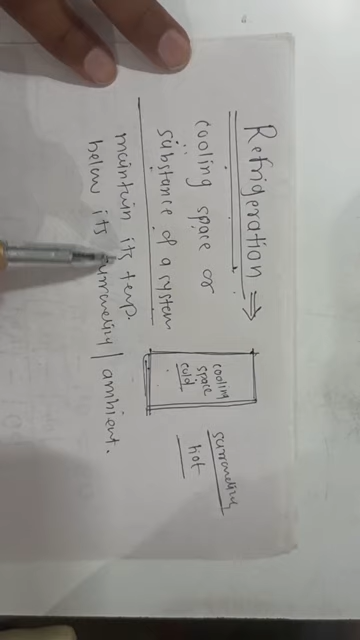 Refrigeration ⇒
cooling space or
substance of a system
maintain its temp.
below its surrounding / ambient.
cooling
space
cold
surrounding
hot